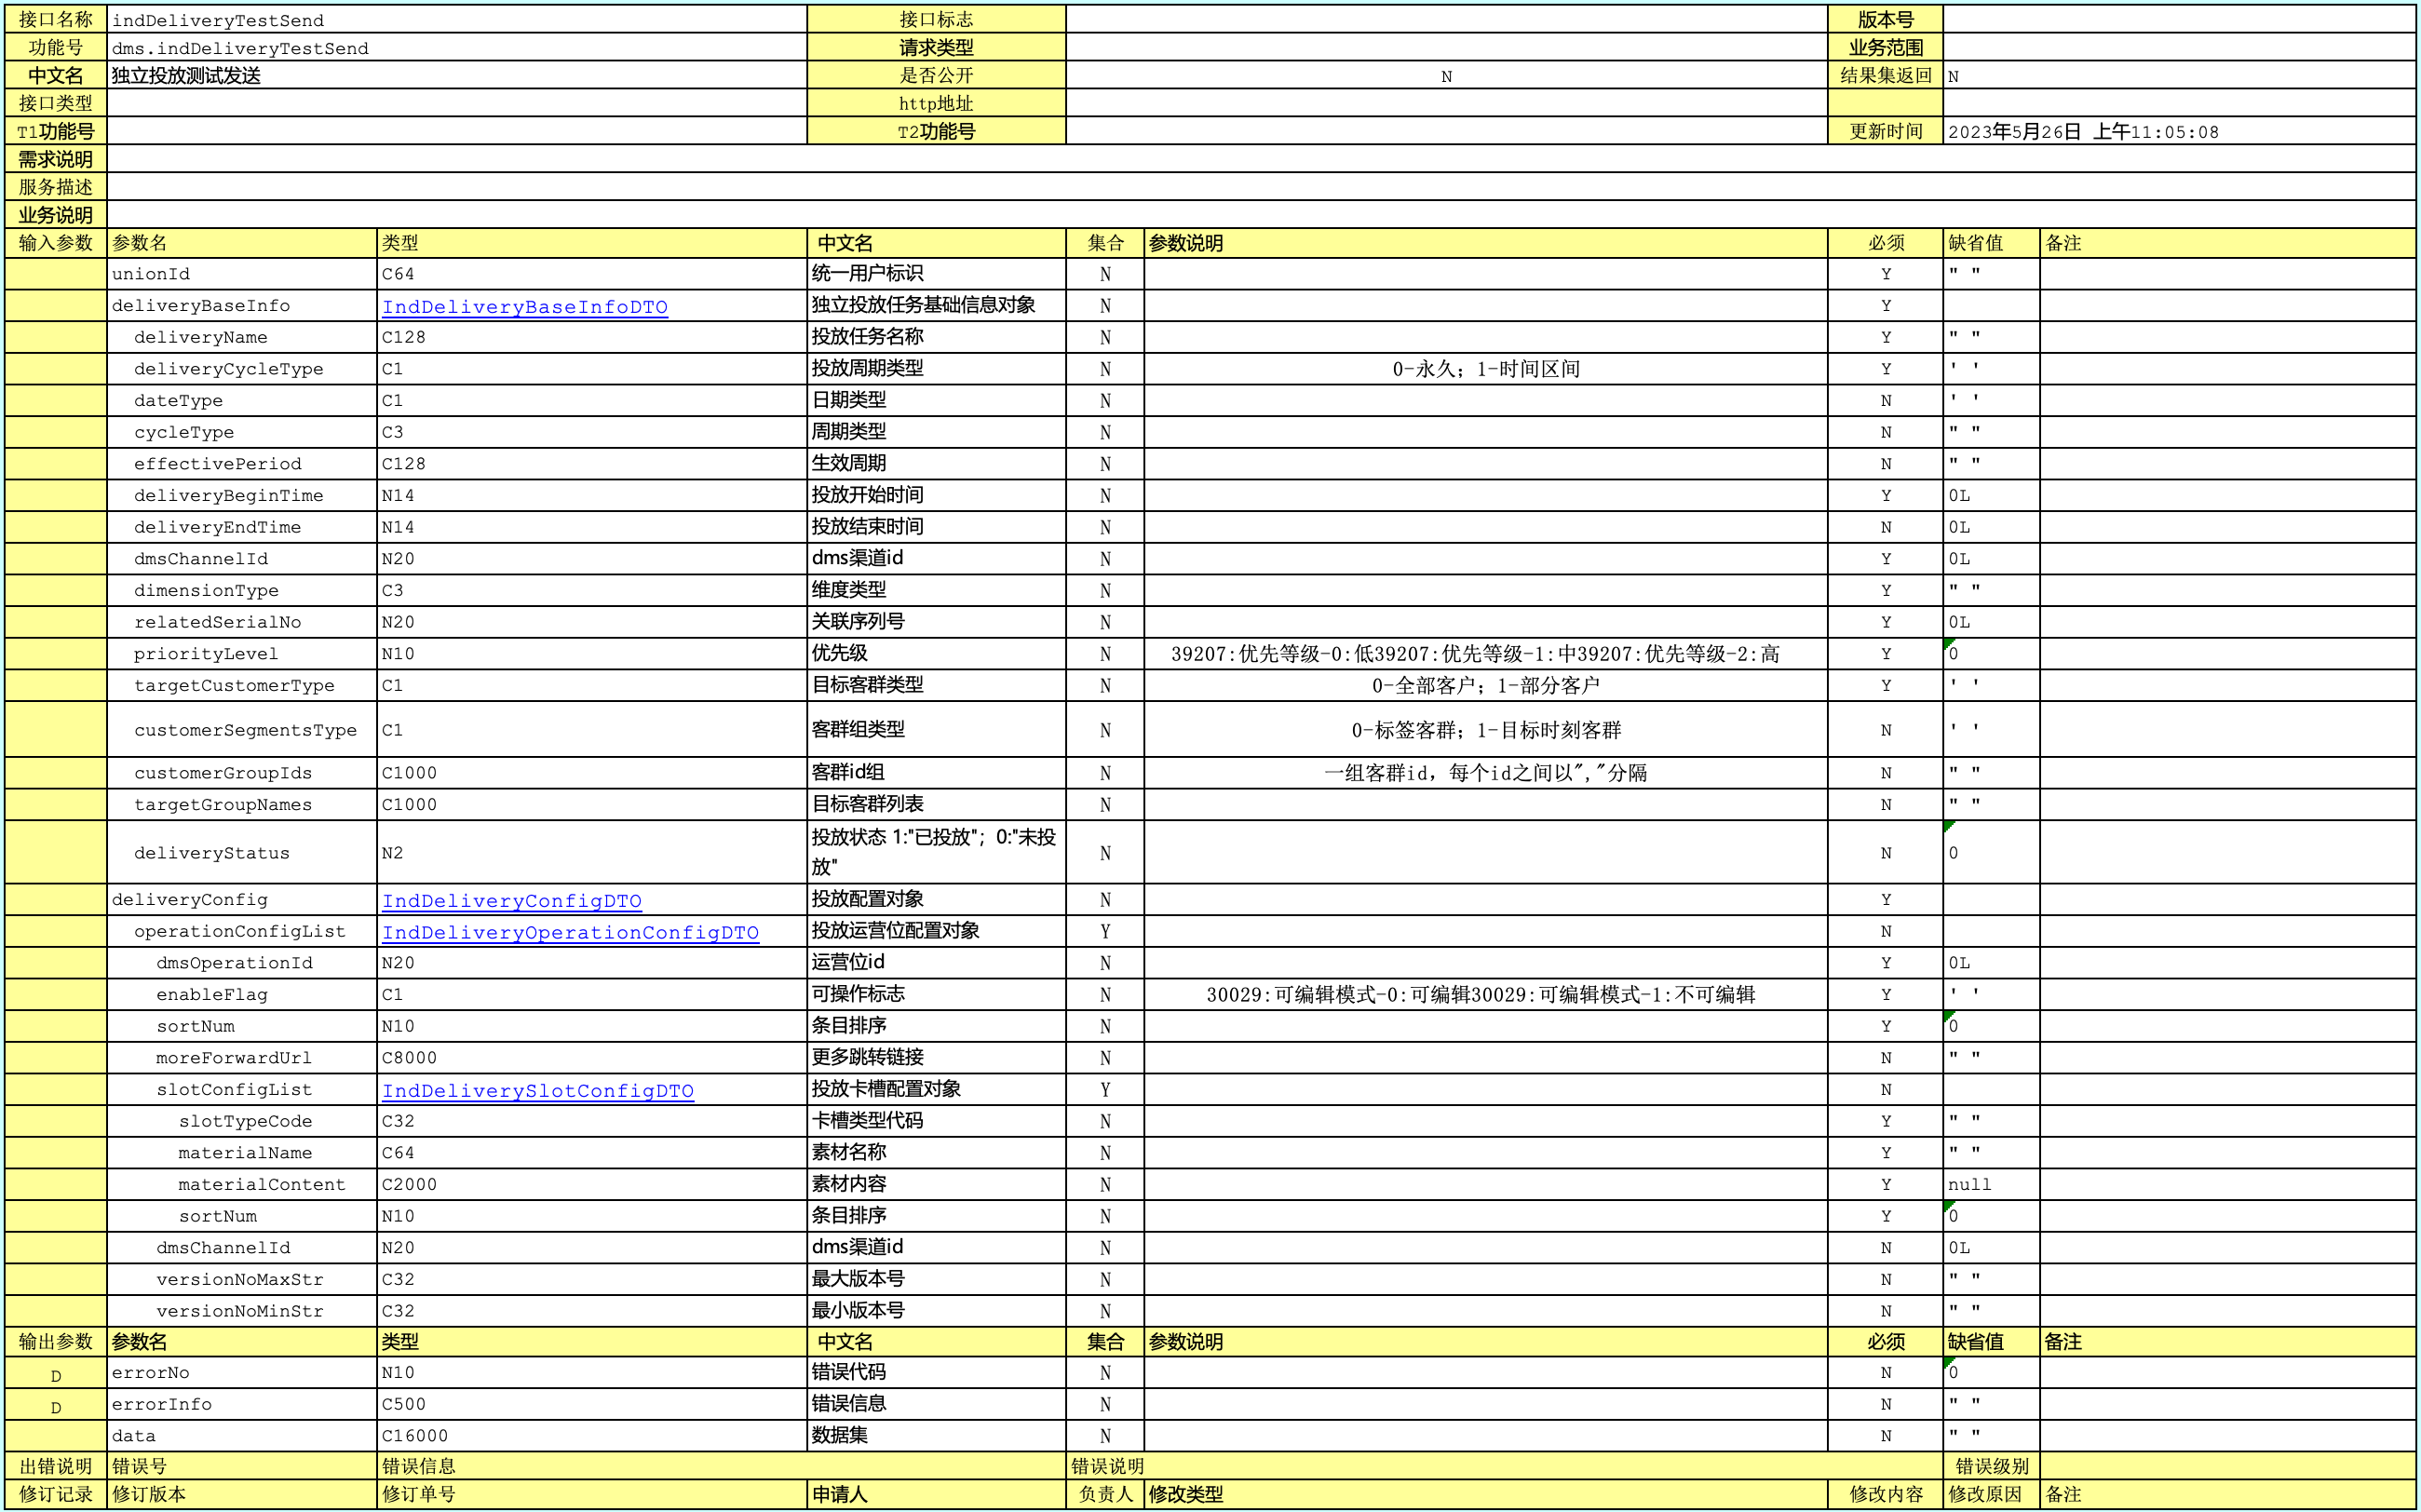 接口名称 indDeliveryTestSend 接口标志 版本号
功能号 dms.indDeliveryTestSend 请求类型 业务范围
中文名 独立投放测试发送 是否公开 N 结果集返回 N
接口类型 http地址
T1功能号 T2功能号 更新时间 2023年5月26日 上午11:05:08
需求说明
服务描述
业务说明
输入参数 参数名 类型 中文名 集合 参数说明 必须 缺省值 备注
unionId C64 统一用户标识 N Y " "
deliveryBaseInfo IndDeliveryBaseInfoDTO 独立投放任务基础信息对象 N Y
deliveryName C128 投放任务名称 N Y " "
deliveryCycleType C1 投放周期类型 N 0-永久；1-时间区间 Y ' '
dateType C1 日期类型 N N ' '
cycleType C3 周期类型 N N " "
effectivePeriod C128 生效周期 N N " "
deliveryBeginTime N14 投放开始时间 N Y 0L
deliveryEndTime N14 投放结束时间 N N 0L
dmsChannelId N20 dms渠道id N Y 0L
dimensionType C3 维度类型 N Y " "
relatedSerialNo N20 关联序列号 N Y 0L
priorityLevel N10 优先级 N 39207:优先等级-0:低39207:优先等级-1:中39207:优先等级-2:高 Y 0
targetCustomerType C1 目标客群类型 N 0-全部客户；1-部分客户 Y ' '
customerSegmentsType C1 客群组类型 N 0-标签客群；1-目标时刻客群 N ' '
customerGroupIds C1000 客群id组 N 一组客群id，每个id之间以","分隔 N " "
targetGroupNames C1000 目标客群列表 N N " "
deliveryStatus N2 投放状态 1:"已投放"；0:"未投
放" N N 0
deliveryConfig IndDeliveryConfigDTO 投放配置对象 N Y
operationConfigList IndDeliveryOperationConfigDTO 投放运营位配置对象 Y N
dmsOperationId N20 运营位id N Y 0L
enableFlag C1 可操作标志 N 30029:可编辑模式-0:可编辑30029:可编辑模式-1:不可编辑 Y ' '
sortNum N10 条目排序 N Y 0
moreForwardUrl C8000 更多跳转链接 N N " "
slotConfigList IndDeliverySlotConfigDTO 投放卡槽配置对象 Y N
slotTypeCode C32 卡槽类型代码 N Y " "
materialName C64 素材名称 N Y " "
materialContent C2000 素材内容 N Y null
sortNum N10 条目排序 N Y 0
dmsChannelId N20 dms渠道id N N 0L
versionNoMaxStr C32 最大版本号 N N " "
versionNoMinStr C32 最小版本号 N N " "
输出参数 参数名 类型 中文名 集合 参数说明 必须 缺省值 备注
D errorNo N10 错误代码 N N 0
D errorInfo C500 错误信息 N N " "
data C16000 数据集 N N " "
出错说明 错误号 错误信息 错误说明 错误级别
修订记录 修订版本 修订单号 申请人 负责人 修改类型 修改内容 修改原因 备注